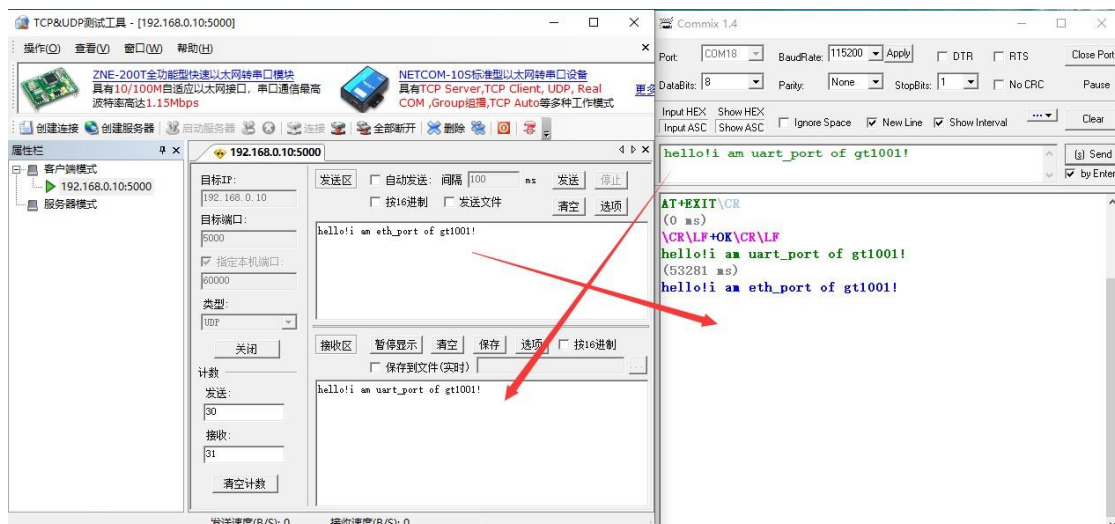 TCP&UDP测试工具 - [192.168.0.10:5000]
操作(O) 查看(V) 窗口(W) 帮助(H)
ZNE-200T全功能型快速以太网转串口模块
具有10/100M自适应以太网接口，串口通信最高
波特率高达1.15Mbps
NETCOM-10S标准型以太网转串口设备
具有TCP Server,TCP Client, UDP, Real
COM ,Group组播,TCP Auto等多种工作模式
创建连接 创建服务器 启动服务器 连接 全部断开 删除
属性栏
客户端模式
192.168.0.10:5000
服务器模式
192.168.0.10:5000
目标IP:
192.168.0.10
目标端口:
5000
指定本机端口:
60000
类型:
UDP
关闭
计数
发送:
30
接收:
31
清空计数
发送区 自动发送: 间隔 100 ms 发送 停止
按16进制 发送文件 清空 选项
hello!i am eth_port of gt1001!
接收区 暂停显示 清空 保存 选项 按16进制
保存到文件(实时) ...
hello!i am uart_port of gt1001!
发送速度(B/S): 0 接收速度(B/S): 0
Commix 1.4
Port: COM18 BaudRate: 115200 Apply DTR RTS Close Port
DataBits: 8 Parity: None StopBits: 1 No CRC Pause
Input HEX Show HEX
Input ASC Show ASC Ignore Space New Line Show Interval ... Clear
hello!i am uart_port of gt1001!
(s) Send
by Enter
AT+EXIT\CR
(0 ms)
\CR\LF+OK\CR\LF
hello!i am uart_port of gt1001!
(53281 ms)
hello!i am eth_port of gt1001!